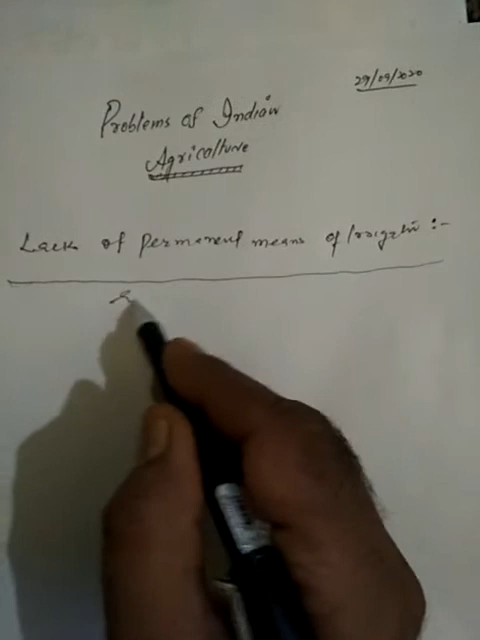 29/09/2020
Problems of Indian
Agriculture
Lack of permanent means of Irrigation :-